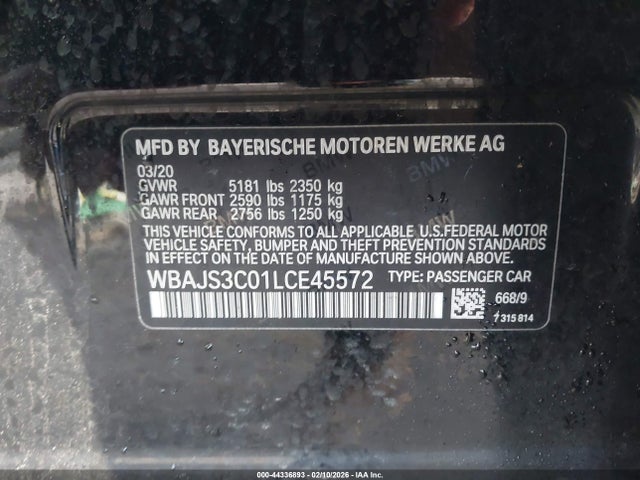 MFD BY BAYERISCHE MOTOREN WERKE AG
03/20
GVWR 5181 lbs 2350 kg
GAWR FRONT 2590 lbs 1175 kg
GAWR REAR 2756 lbs 1250 kg
THIS VEHICLE CONFORMS TO ALL APPLICABLE U.S.FEDERAL MOTOR
VEHICLE SAFETY, BUMPER AND THEFT PREVENTION STANDARDS
IN EFFECT ON THE DATE OF MANUFACTURE SHOWN ABOVE.
WBAJS3C01LCE45572 TYPE: PASSENGER CAR
668/9
7 315 814
000-44336893 - 02/10/2026 - IAA Inc.